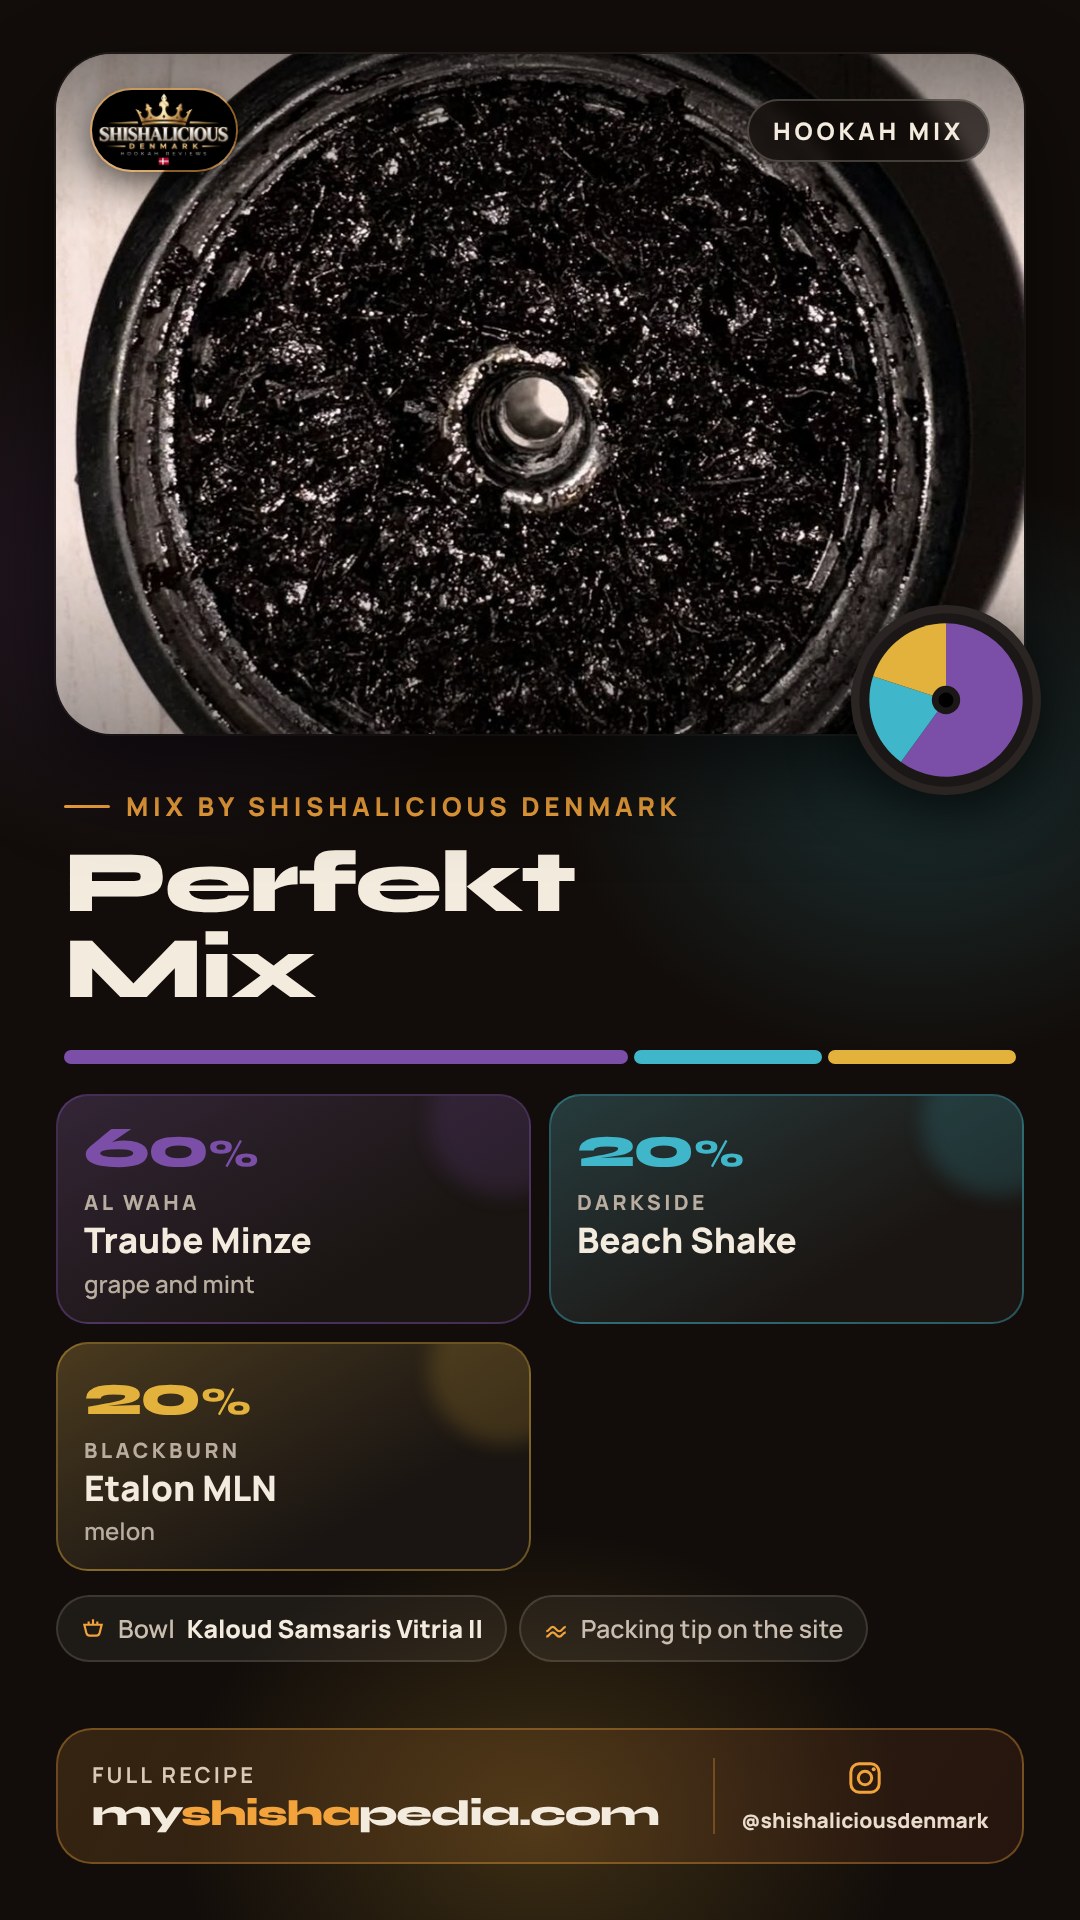 SHISHALICIOUS
DENMARK
HOOKAH REVIEWS
HOOKAH MIX
MIX BY SHISHALICIOUS DENMARK
Perfekt
Mix
60%
AL WAHA
Traube Minze
grape and mint
20%
DARKSIDE
Beach Shake
20%
BLACKBURN
Etalon MLN
melon
Bowl Kaloud Samsaris Vitria II
Packing tip on the site
FULL RECIPE
myshishapedia.com
@shishaliciousdenmark